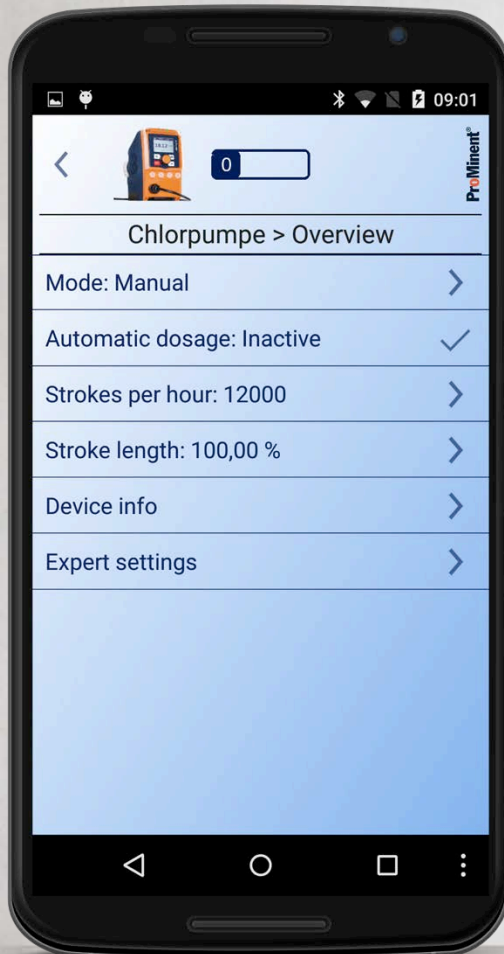 09:01
0
ProMinent®
Chlorpumpe > Overview
Mode: Manual
Automatic dosage: Inactive
Strokes per hour: 12000
Stroke length: 100,00 %
Device info
Expert settings